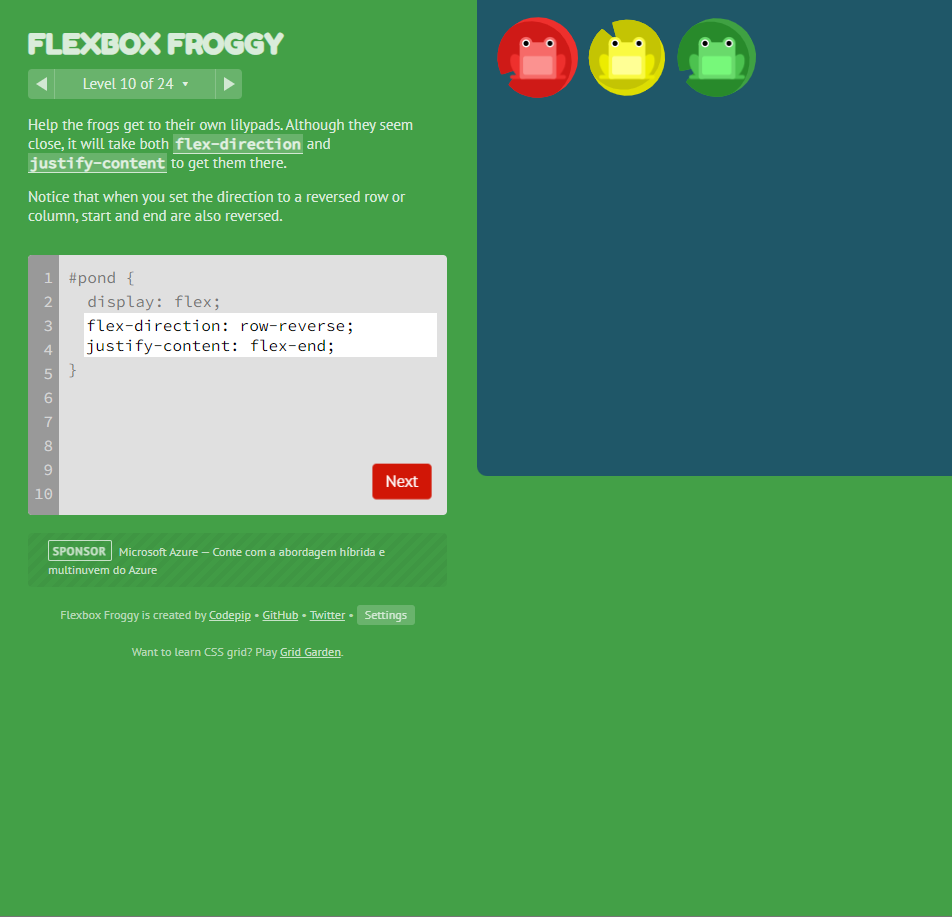 FLEXBOX FROGGY
◀ Level 10 of 24 ▾ ▶
Help the frogs get to their own lilypads. Although they seem
close, it will take both flex-direction and
justify-content to get them there.
Notice that when you set the direction to a reversed row or
column, start and end are also reversed.
1 #pond {
2 display: flex;
3 flex-direction: row-reverse;
4 justify-content: flex-end;
5 }
6
7
8
9
10
Next
SPONSOR Microsoft Azure — Conte com a abordagem híbrida e
multinuvem do Azure
Flexbox Froggy is created by Codepip • GitHub • Twitter • Settings
Want to learn CSS grid? Play Grid Garden.